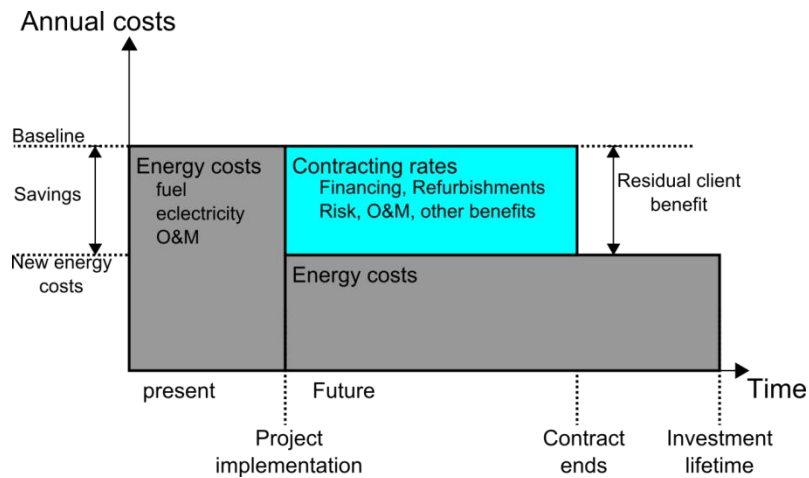 Annual costs
Baseline
Energy costs
fuel
eclectricity
O&M
Contracting rates
Financing, Refurbishments
Risk, O&M, other benefits
Residual client
benefit
Savings
New energy
costs
Energy costs
present
Future
Time
Project
implementation
Contract
ends
Investment
lifetime